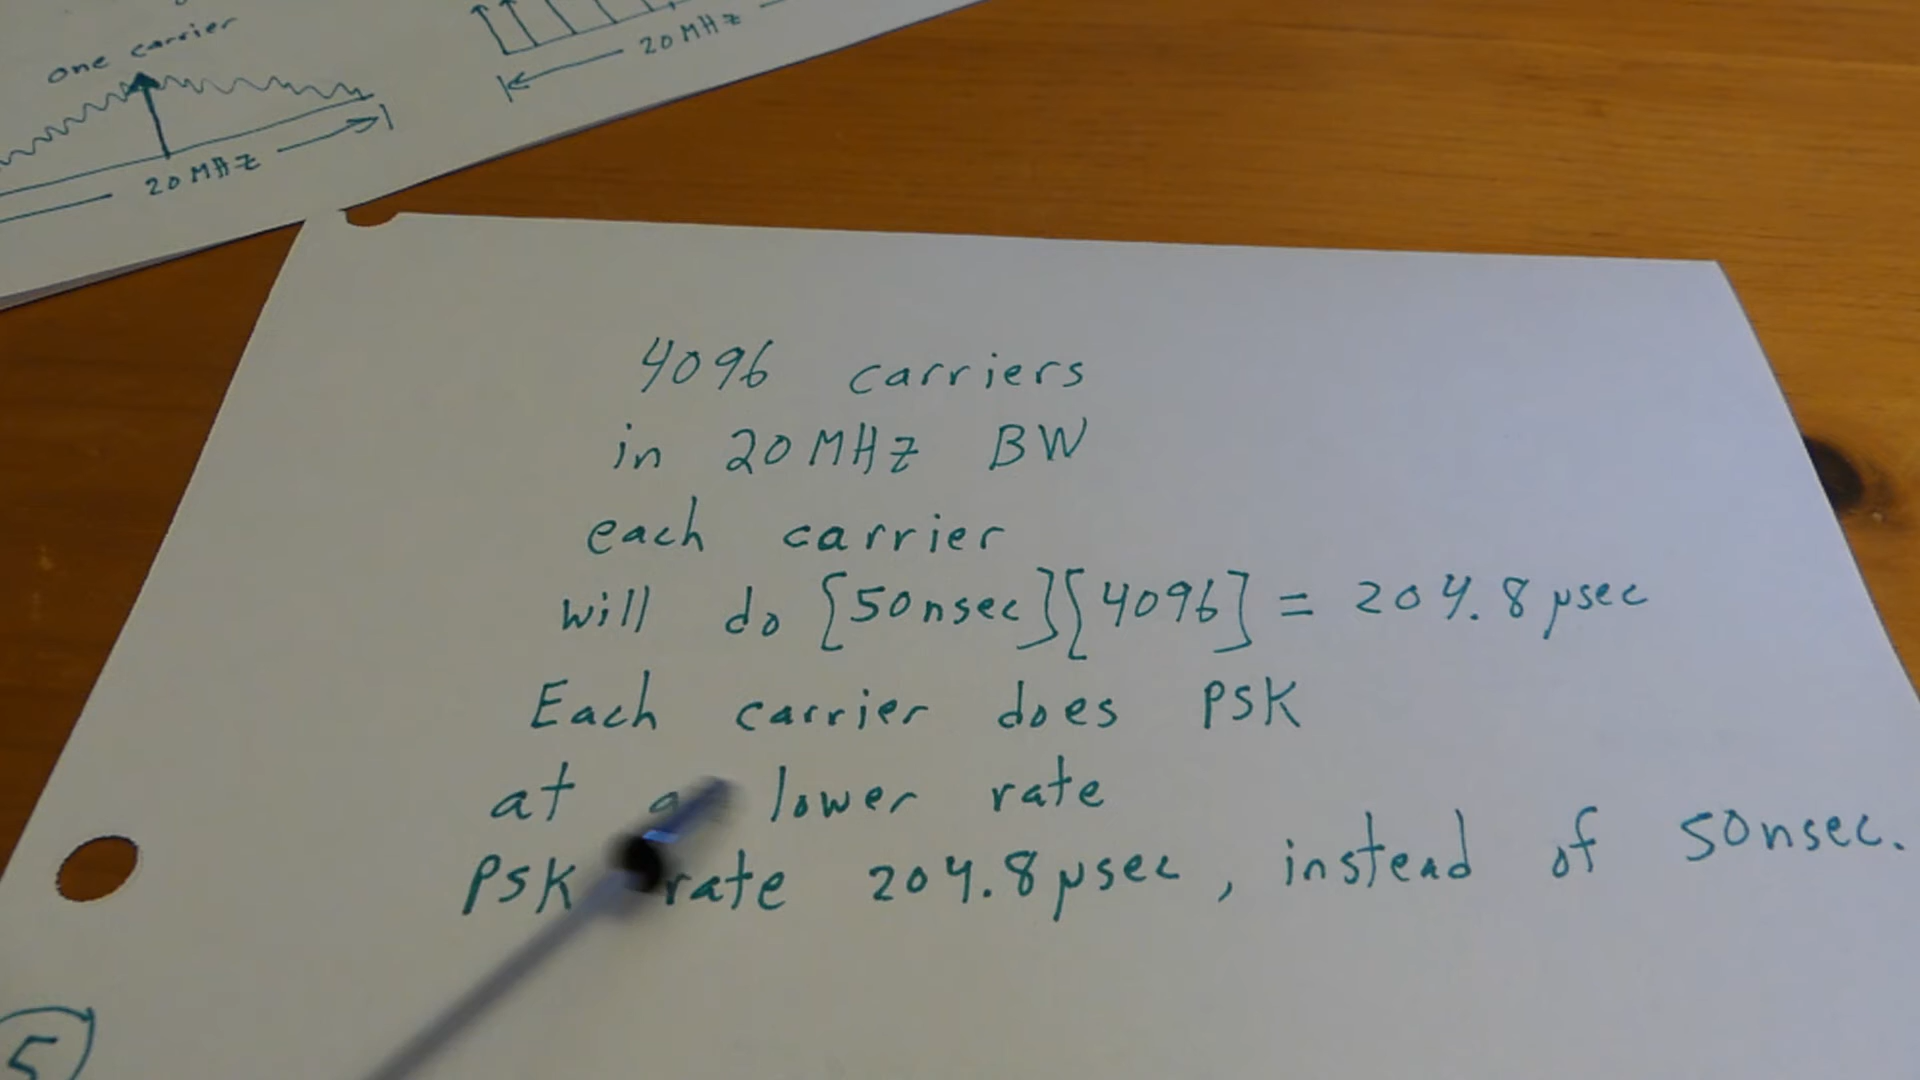 one carrier
20 MHz
20 MHz
4096 carriers
in 20MHz BW
each carrier
will do [50nsec][4096] = 204.8 μsec
Each carrier does PSK
at a lower rate
PSK rate 204.8 μsec, instead of 50nsec.
5